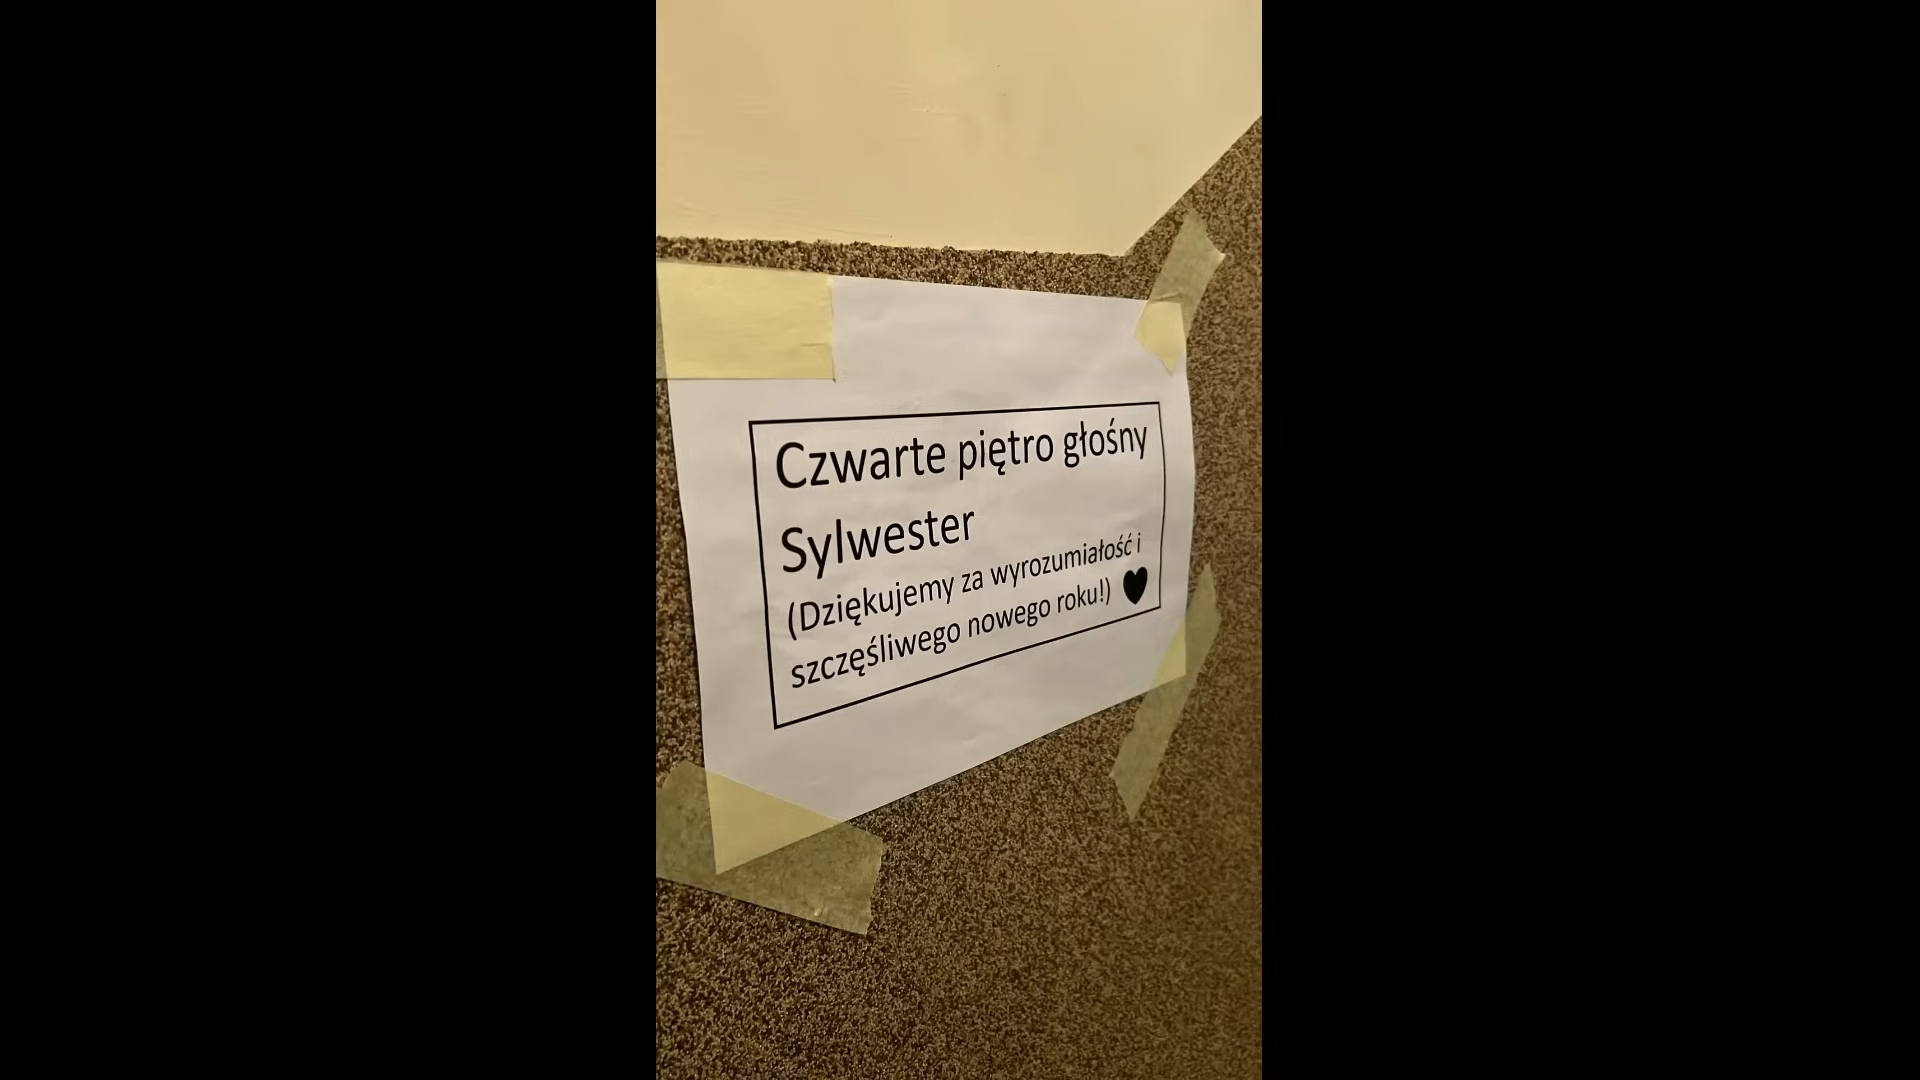 Czwarte piętro głośny
Sylwester
(Dziękujemy za wyrozumiałość i
szczęśliwego nowego roku!) ♥